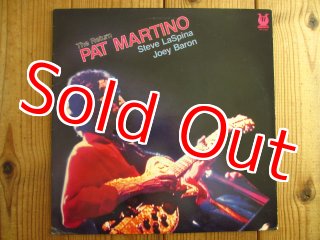 The Return
PAT MARTINO
Steve LaSpina
Joey Baron
Sold Out